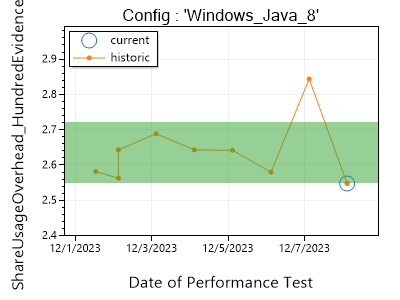 Config : 'Windows_Java_8'
current
historic
ShareUsageOverhead_HundredEvidence
2.9
2.8
2.7
2.6
2.5
2.4
12/1/2023
12/3/2023
12/5/2023
12/7/2023
Date of Performance Test